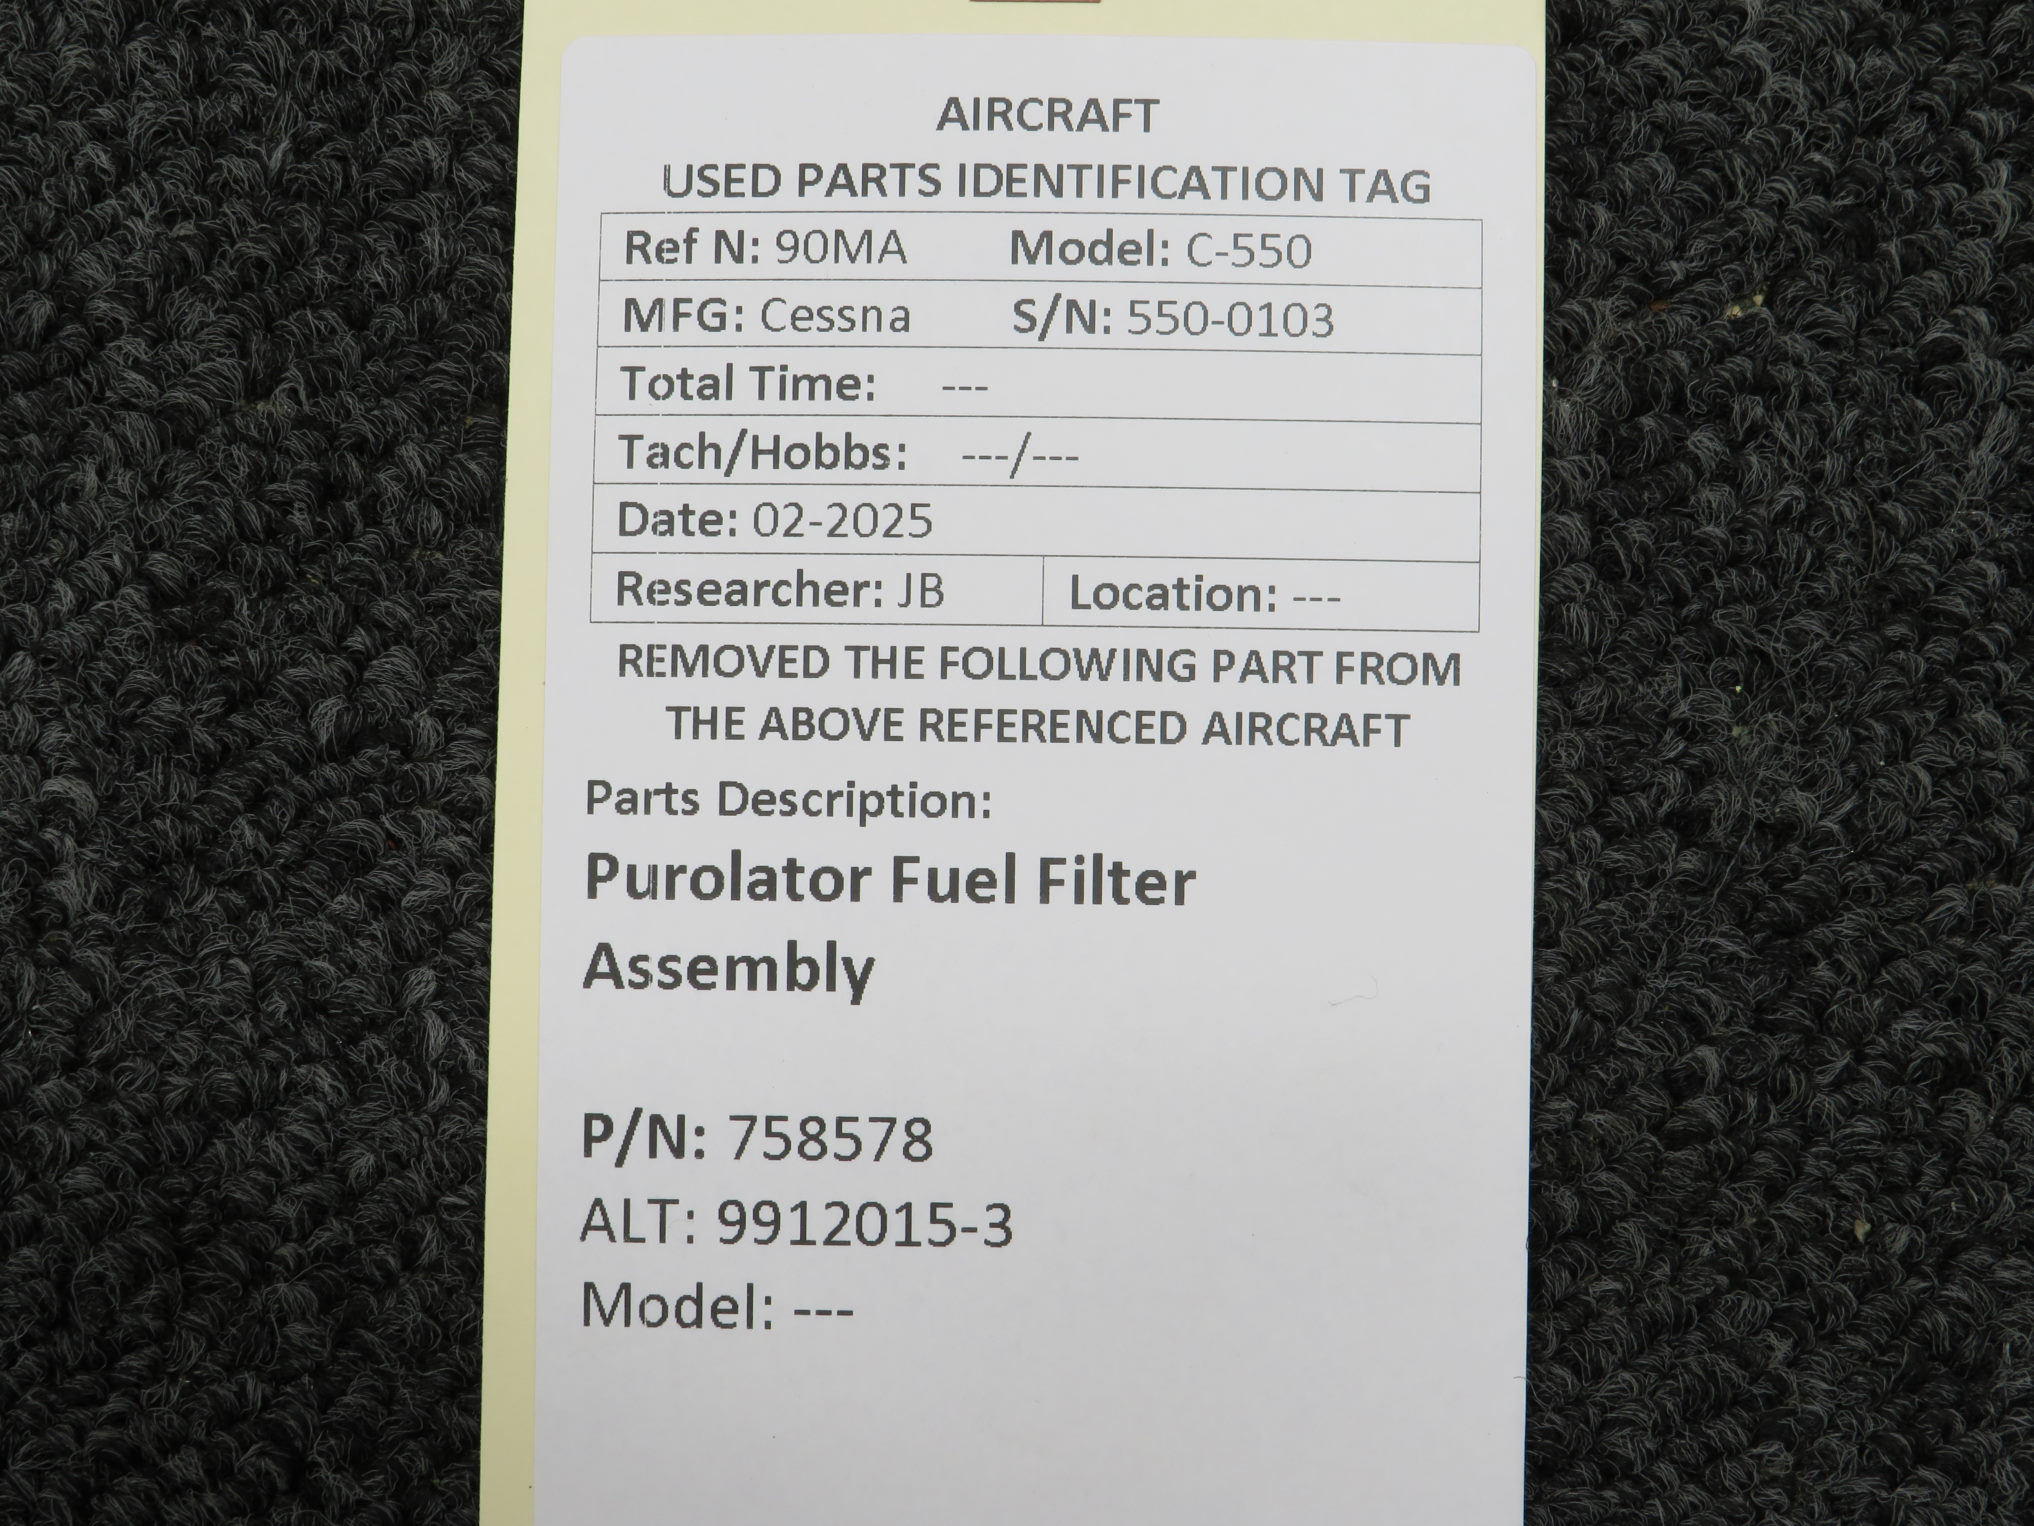 AIRCRAFT
USED PARTS IDENTIFICATION TAG
Ref N: 90MA Model: C-550
MFG: Cessna S/N: 550-0103
Total Time: ---
Tach/Hobbs: ---/---
Date: 02-2025
Researcher: JB Location: ---
REMOVED THE FOLLOWING PART FROM
THE ABOVE REFERENCED AIRCRAFT
Parts Description:
Purolator Fuel Filter
Assembly
P/N: 758578
ALT: 9912015-3
Model: ---